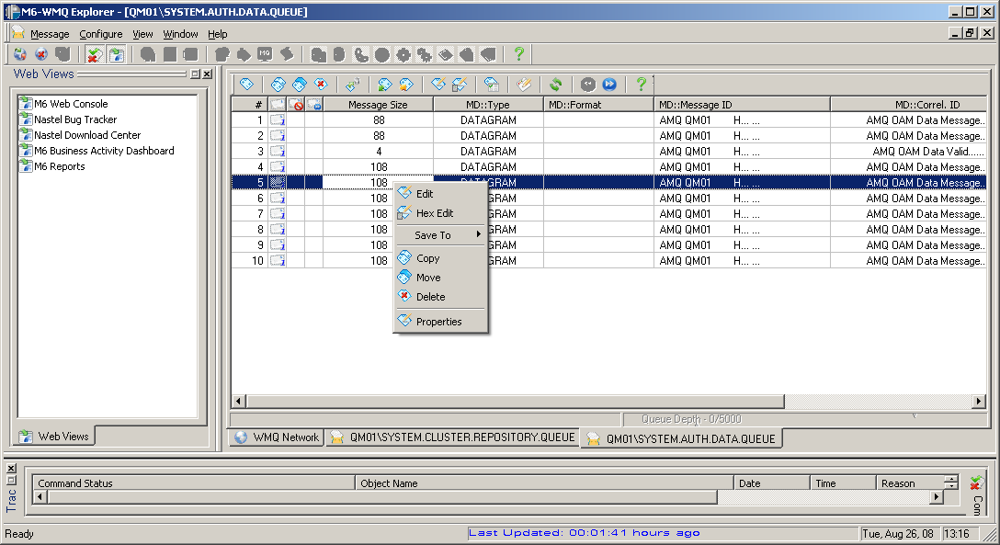 M6-WMQ Explorer - [QM01\SYSTEM.AUTH.DATA.QUEUE]
Message Configure View Window Help
MQ
Web Views
M6 Web Console
Nastel Bug Tracker
Nastel Download Center
M6 Business Activity Dashboard
M6 Reports
Web Views
# Message Size MD::Type MD::Format MD::Message ID MD::Correl. ID
1 88 DATAGRAM AMQ QM01 H... ... AMQ OAM Data Message..
2 88 DATAGRAM AMQ QM01 H... ... AMQ OAM Data Message..
3 4 DATAGRAM AMQ QM01 H... ... AMQ OAM Data Valid......
4 108 DATAGRAM AMQ QM01 H... ... AMQ OAM Data Message..
5 108 DATAGRAM AMQ QM01 H... ... AMQ OAM Data Message..
6 108 GRAM AMQ QM01 H... ... AMQ OAM Data Message..
7 108 GRAM AMQ QM01 H... ... AMQ OAM Data Message..
8 108 GRAM AMQ QM01 H... ... AMQ OAM Data Message..
9 108 GRAM AMQ QM01 H... ... AMQ OAM Data Message..
10 108 GRAM AMQ QM01 H... ... AMQ OAM Data Message..
Edit
Hex Edit
Save To
Copy
Move
Delete
Properties
Queue Depth - 0/5000
WMQ Network QM01\SYSTEM.CLUSTER.REPOSITORY.QUEUE QM01\SYSTEM.AUTH.DATA.QUEUE
Trac
Command Status Object Name Date Time Reason
Com
Ready Last Updated: 00:01:41 hours ago Tue, Aug 26, 08 13:16